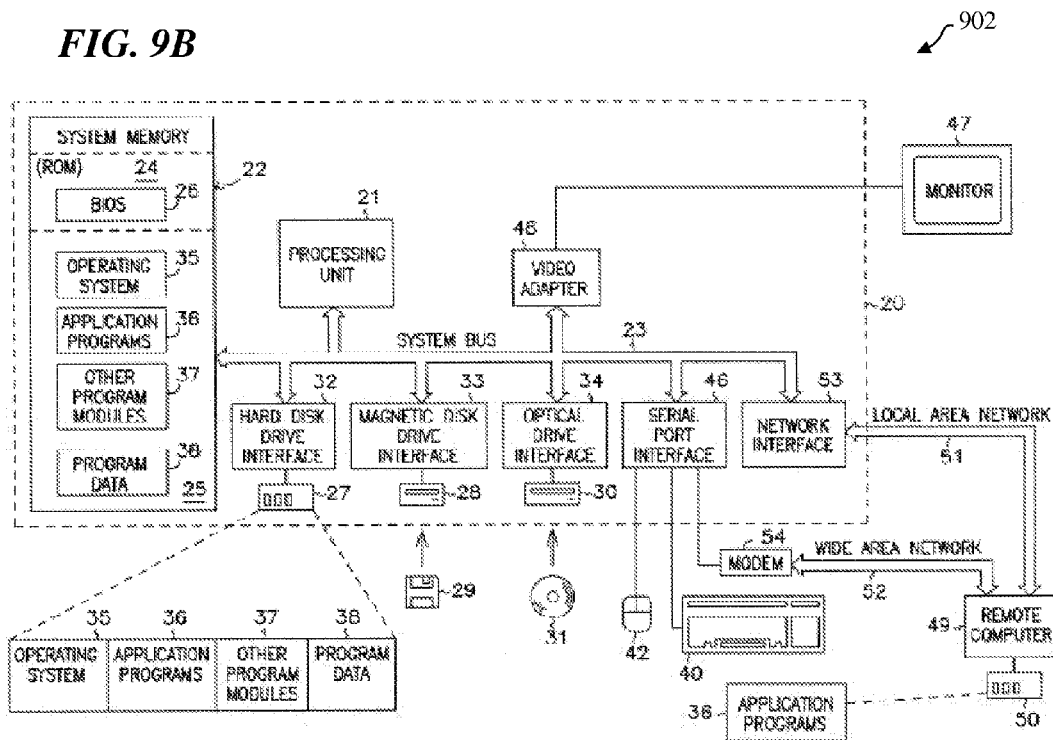 FIG. 9B
902
SYSTEM MEMORY
(ROM) 24
26
BIOS
22
OPERATING SYSTEM
35
APPLICATION PROGRAMS
36
OTHER PROGRAM MODULES
37
PROGRAM DATA
38
25
21
PROCESSING UNIT
48
VIDEO ADAPTER
47
MONITOR
20
SYSTEM BUS
23
32
HARD DISK DRIVE INTERFACE
33
MAGNETIC DISK DRIVE INTERFACE
34
OPTICAL DRIVE INTERFACE
46
SERIAL PORT INTERFACE
53
NETWORK INTERFACE
LOCAL AREA NETWORK
51
27
28
30
54
MODEM
WIDE AREA NETWORK
52
29
31
42
40
49
REMOTE COMPUTER
50
35
OPERATING SYSTEM
36
APPLICATION PROGRAMS
37
OTHER PROGRAM MODULES
38
PROGRAM DATA
36
APPLICATION PROGRAMS